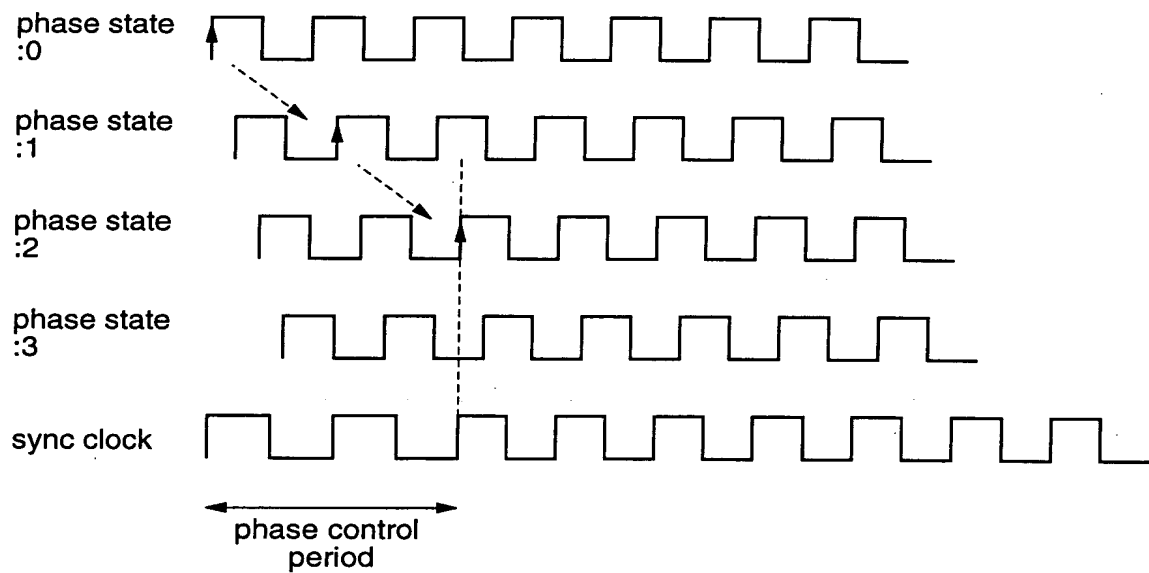 phase state
:0
phase state
:1
phase state
:2
phase state
:3
sync clock
phase control
period